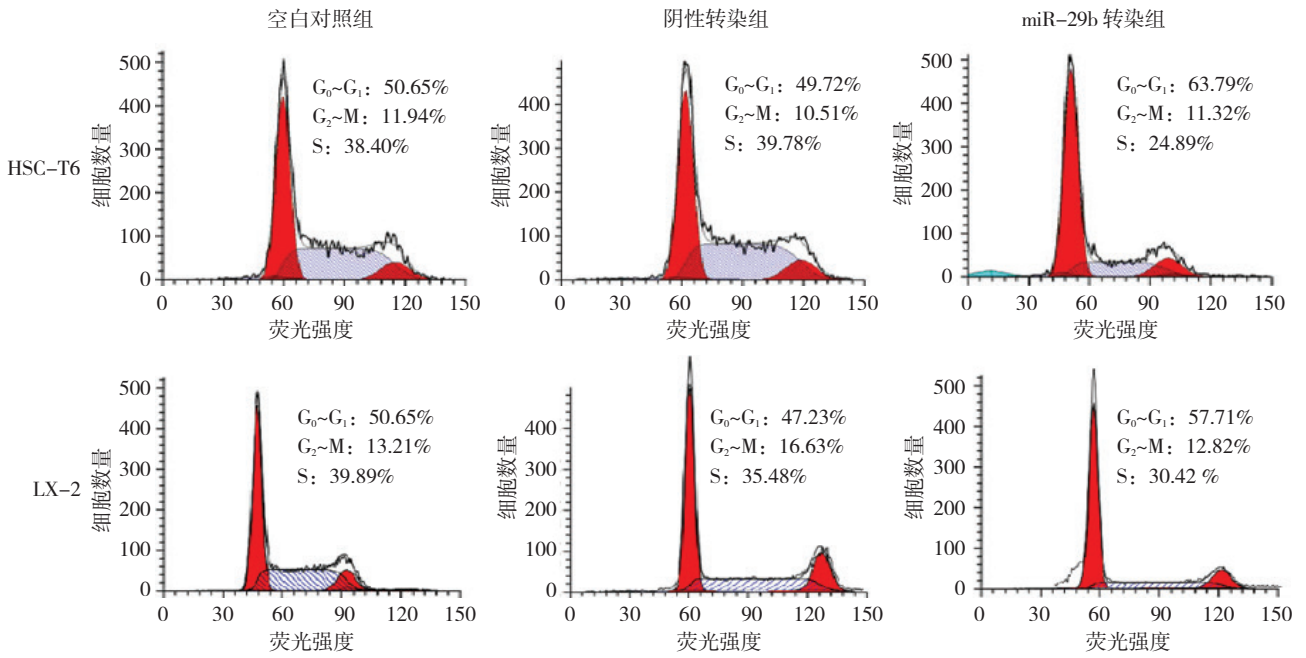 空白对照组
阴性转染组
miR-29b 转染组
HSC-T6
细胞数量
500
400
300
200
100
0
G₀~G₁：50.65%
G₂~M：11.94%
S：38.40%
0 30 60 90 120 150
荧光强度
细胞数量
500
400
300
200
100
0
G₀~G₁：49.72%
G₂~M：10.51%
S：39.78%
0 30 60 90 120 150
荧光强度
细胞数量
500
400
300
200
100
0
G₀~G₁：63.79%
G₂~M：11.32%
S：24.89%
0 30 60 90 120 150
荧光强度
LX-2
细胞数量
500
400
300
200
100
0
G₀~G₁：50.65%
G₂~M：13.21%
S：39.89%
0 30 60 90 120 150
荧光强度
细胞数量
400
300
200
100
0
G₀~G₁：47.23%
G₂~M：16.63%
S：35.48%
0 30 60 90 120 150
荧光强度
细胞数量
500
400
300
200
100
0
G₀~G₁：57.71%
G₂~M：12.82%
S：30.42 %
0 30 60 90 120 150
荧光强度